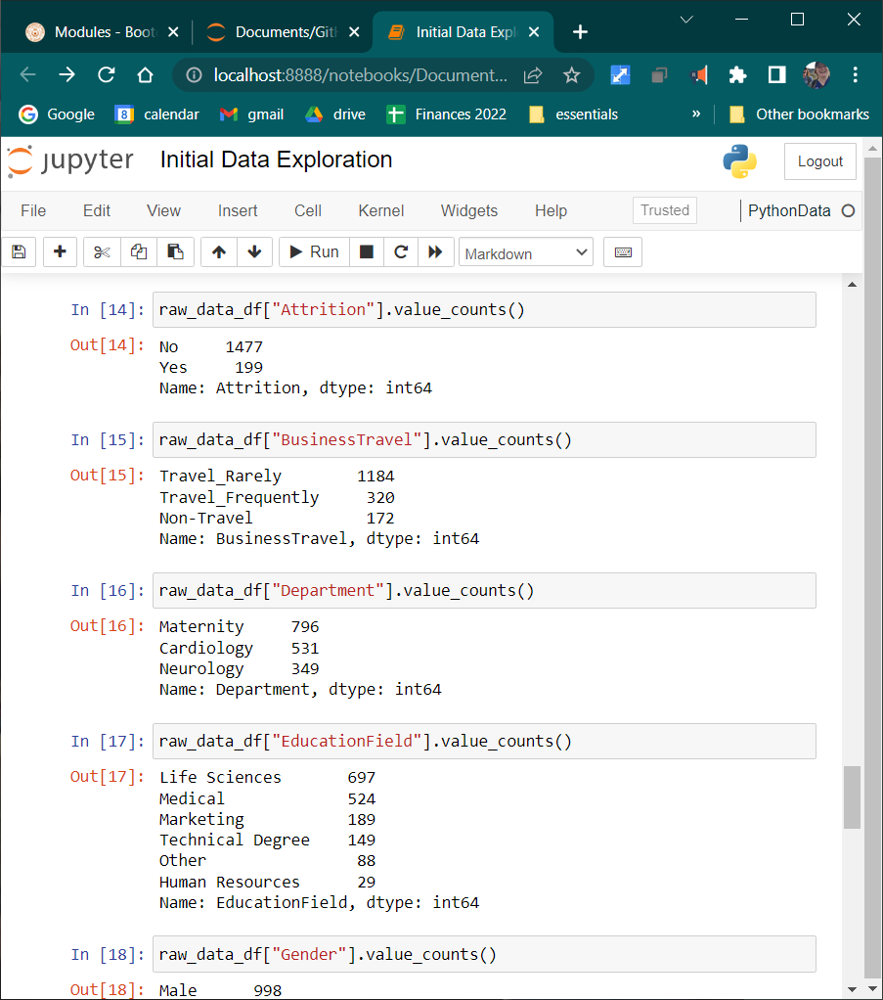 Modules - Boot
Documents/Gith
Initial Data Expl
localhost:8888/notebooks/Document...
Google
8
calendar
gmail
drive
Finances 2022
essentials
»
Other bookmarks
jupyter
Initial Data Exploration
Logout
File Edit View Insert Cell Kernel Widgets Help
Trusted
PythonData
Run
Markdown
In [14]: raw_data_df["Attrition"].value_counts()
Out[14]: No 1477
Yes 199
Name: Attrition, dtype: int64
In [15]: raw_data_df["BusinessTravel"].value_counts()
Out[15]: Travel_Rarely 1184
Travel_Frequently 320
Non-Travel 172
Name: BusinessTravel, dtype: int64
In [16]: raw_data_df["Department"].value_counts()
Out[16]: Maternity 796
Cardiology 531
Neurology 349
Name: Department, dtype: int64
In [17]: raw_data_df["EducationField"].value_counts()
Out[17]: Life Sciences 697
Medical 524
Marketing 189
Technical Degree 149
Other 88
Human Resources 29
Name: EducationField, dtype: int64
In [18]: raw_data_df["Gender"].value_counts()
Out[18]: Male 998